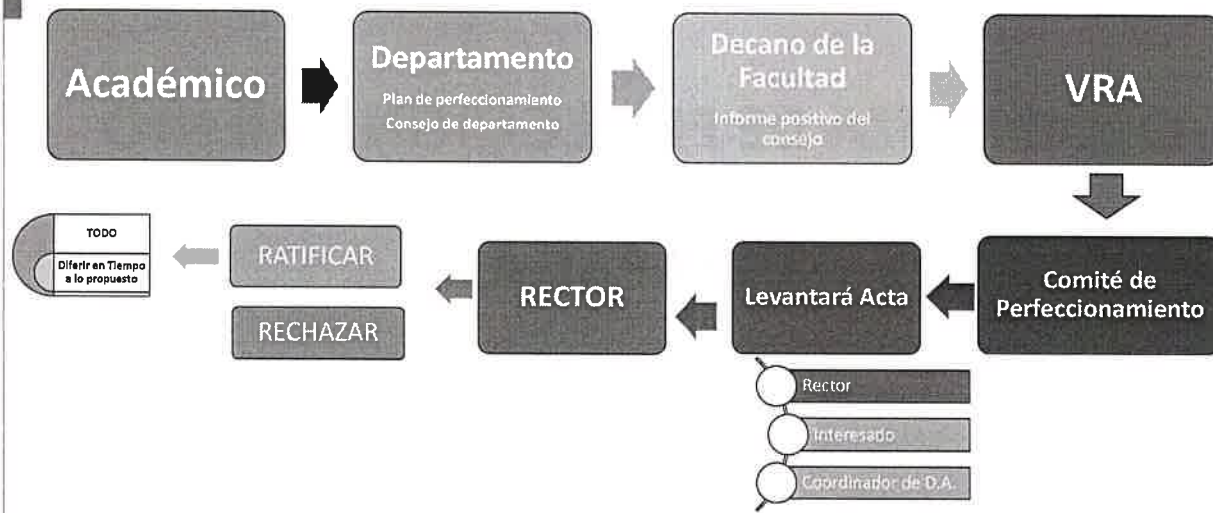 Académico
Departamento
Plan de perfeccionamiento
Consejo de departamento
Decano de la
Facultad
Informe positivo del
consejo
VRA
Comité de
Perfeccionamiento
Levantará Acta
Rector
Interesado
Coordinador de D.A.
RECTOR
RATIFICAR
RECHAZAR
TODO
Diferir en Tiempo
a lo propuesto